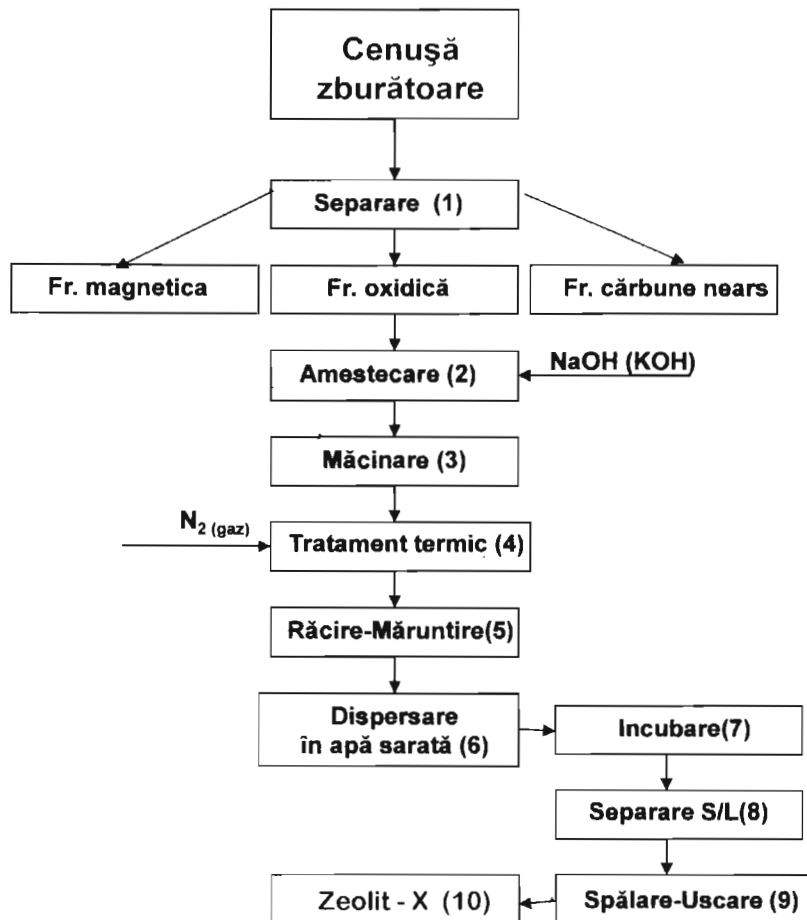 Cenuşă
zburătoare
Separare (1)
Fr. magnetica
Fr. oxidică
Fr. cărbune nears
Amestecare (2)
NaOH (KOH)
Măcinare (3)
N2 (gaz)
Tratament termic (4)
Răcire-Măruntire(5)
Dispersare
în apă sarată (6)
Incubare(7)
Separare S/L(8)
Spălare-Uscare (9)
Zeolit - X (10)